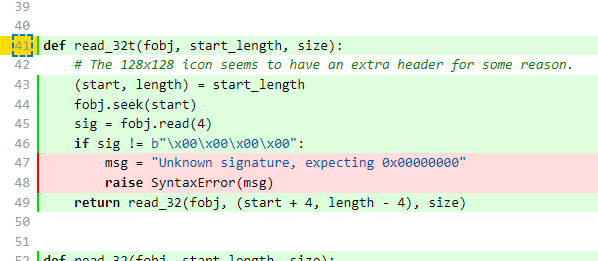 39
40
41 def read_32t(fobj, start_length, size):
42 # The 128x128 icon seems to have an extra header for some reason.
43 (start, length) = start_length
44 fobj.seek(start)
45 sig = fobj.read(4)
46 if sig != b"\x00\x00\x00\x00":
47 msg = "Unknown signature, expecting 0x00000000"
48 raise SyntaxError(msg)
49 return read_32(fobj, (start + 4, length - 4), size)
50
51
52 def read_32(fobj, start_length, size):